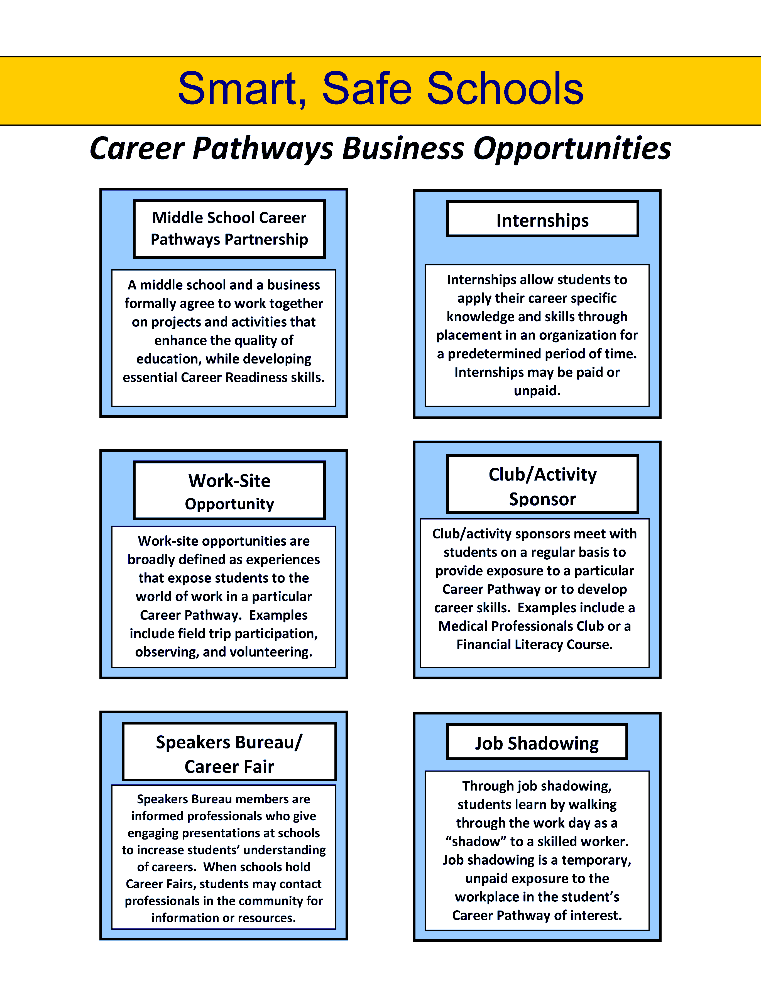 Smart, Safe Schools
Career Pathways Business Opportunities
Middle School Career
Pathways Partnership
A middle school and a business
formally agree to work together
on projects and activities that
enhance the quality of
education, while developing
essential Career Readiness skills.
Internships
Internships allow students to
apply their career specific
knowledge and skills through
placement in an organization for
a predetermined period of time.
Internships may be paid or
unpaid.
Work-Site
Opportunity
Work-site opportunities are
broadly defined as experiences
that expose students to the
world of work in a particular
Career Pathway.  Examples
include field trip participation,
observing, and volunteering.
Club/Activity
Sponsor
Club/activity sponsors meet with
students on a regular basis to
provide exposure to a particular
Career Pathway or to develop
career skills.  Examples include a
Medical Professionals Club or a
Financial Literacy Course.
Speakers Bureau/
Career Fair
Speakers Bureau members are
informed professionals who give
engaging presentations at schools
to increase students’ understanding
of careers.  When schools hold
Career Fairs, students may contact
professionals in the community for
information or resources.
Job Shadowing
Through job shadowing,
students learn by walking
through the work day as a
“shadow” to a skilled worker.
Job shadowing is a temporary,
unpaid exposure to the
workplace in the student’s
Career Pathway of interest.